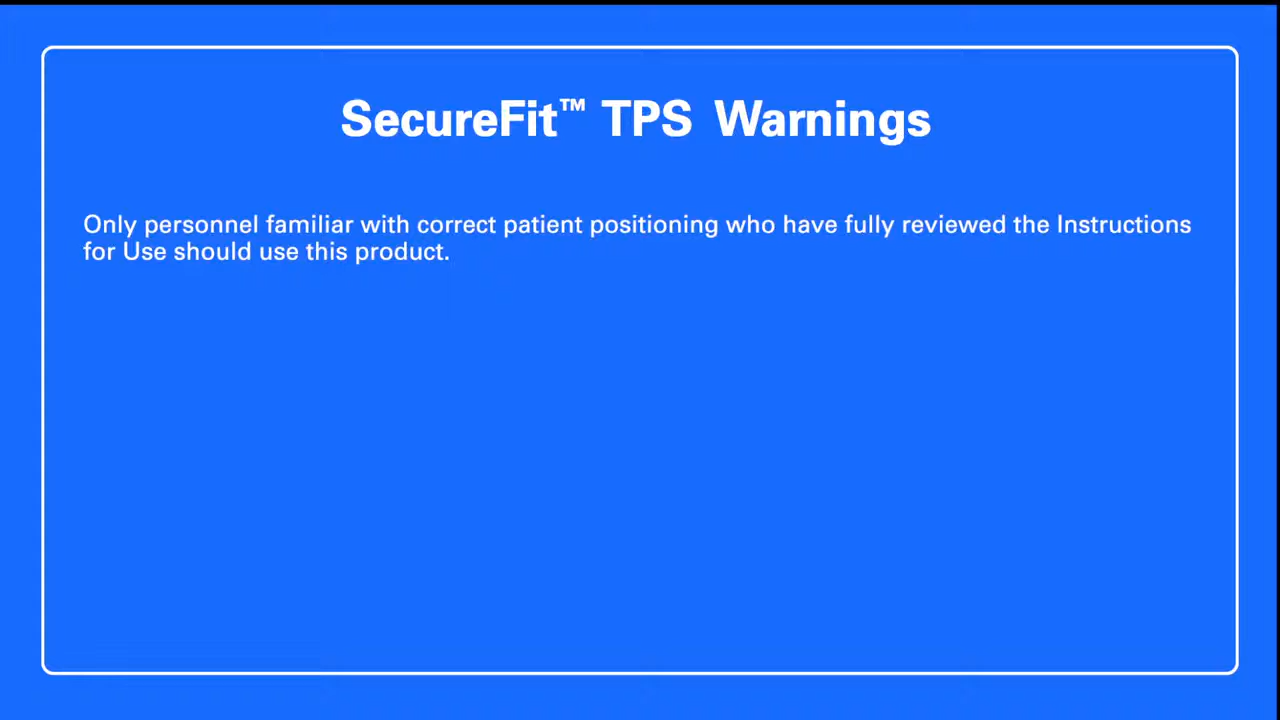 SecureFit™ TPS Warnings
Only personnel familiar with correct patient positioning who have fully reviewed the Instructions
for Use should use this product.